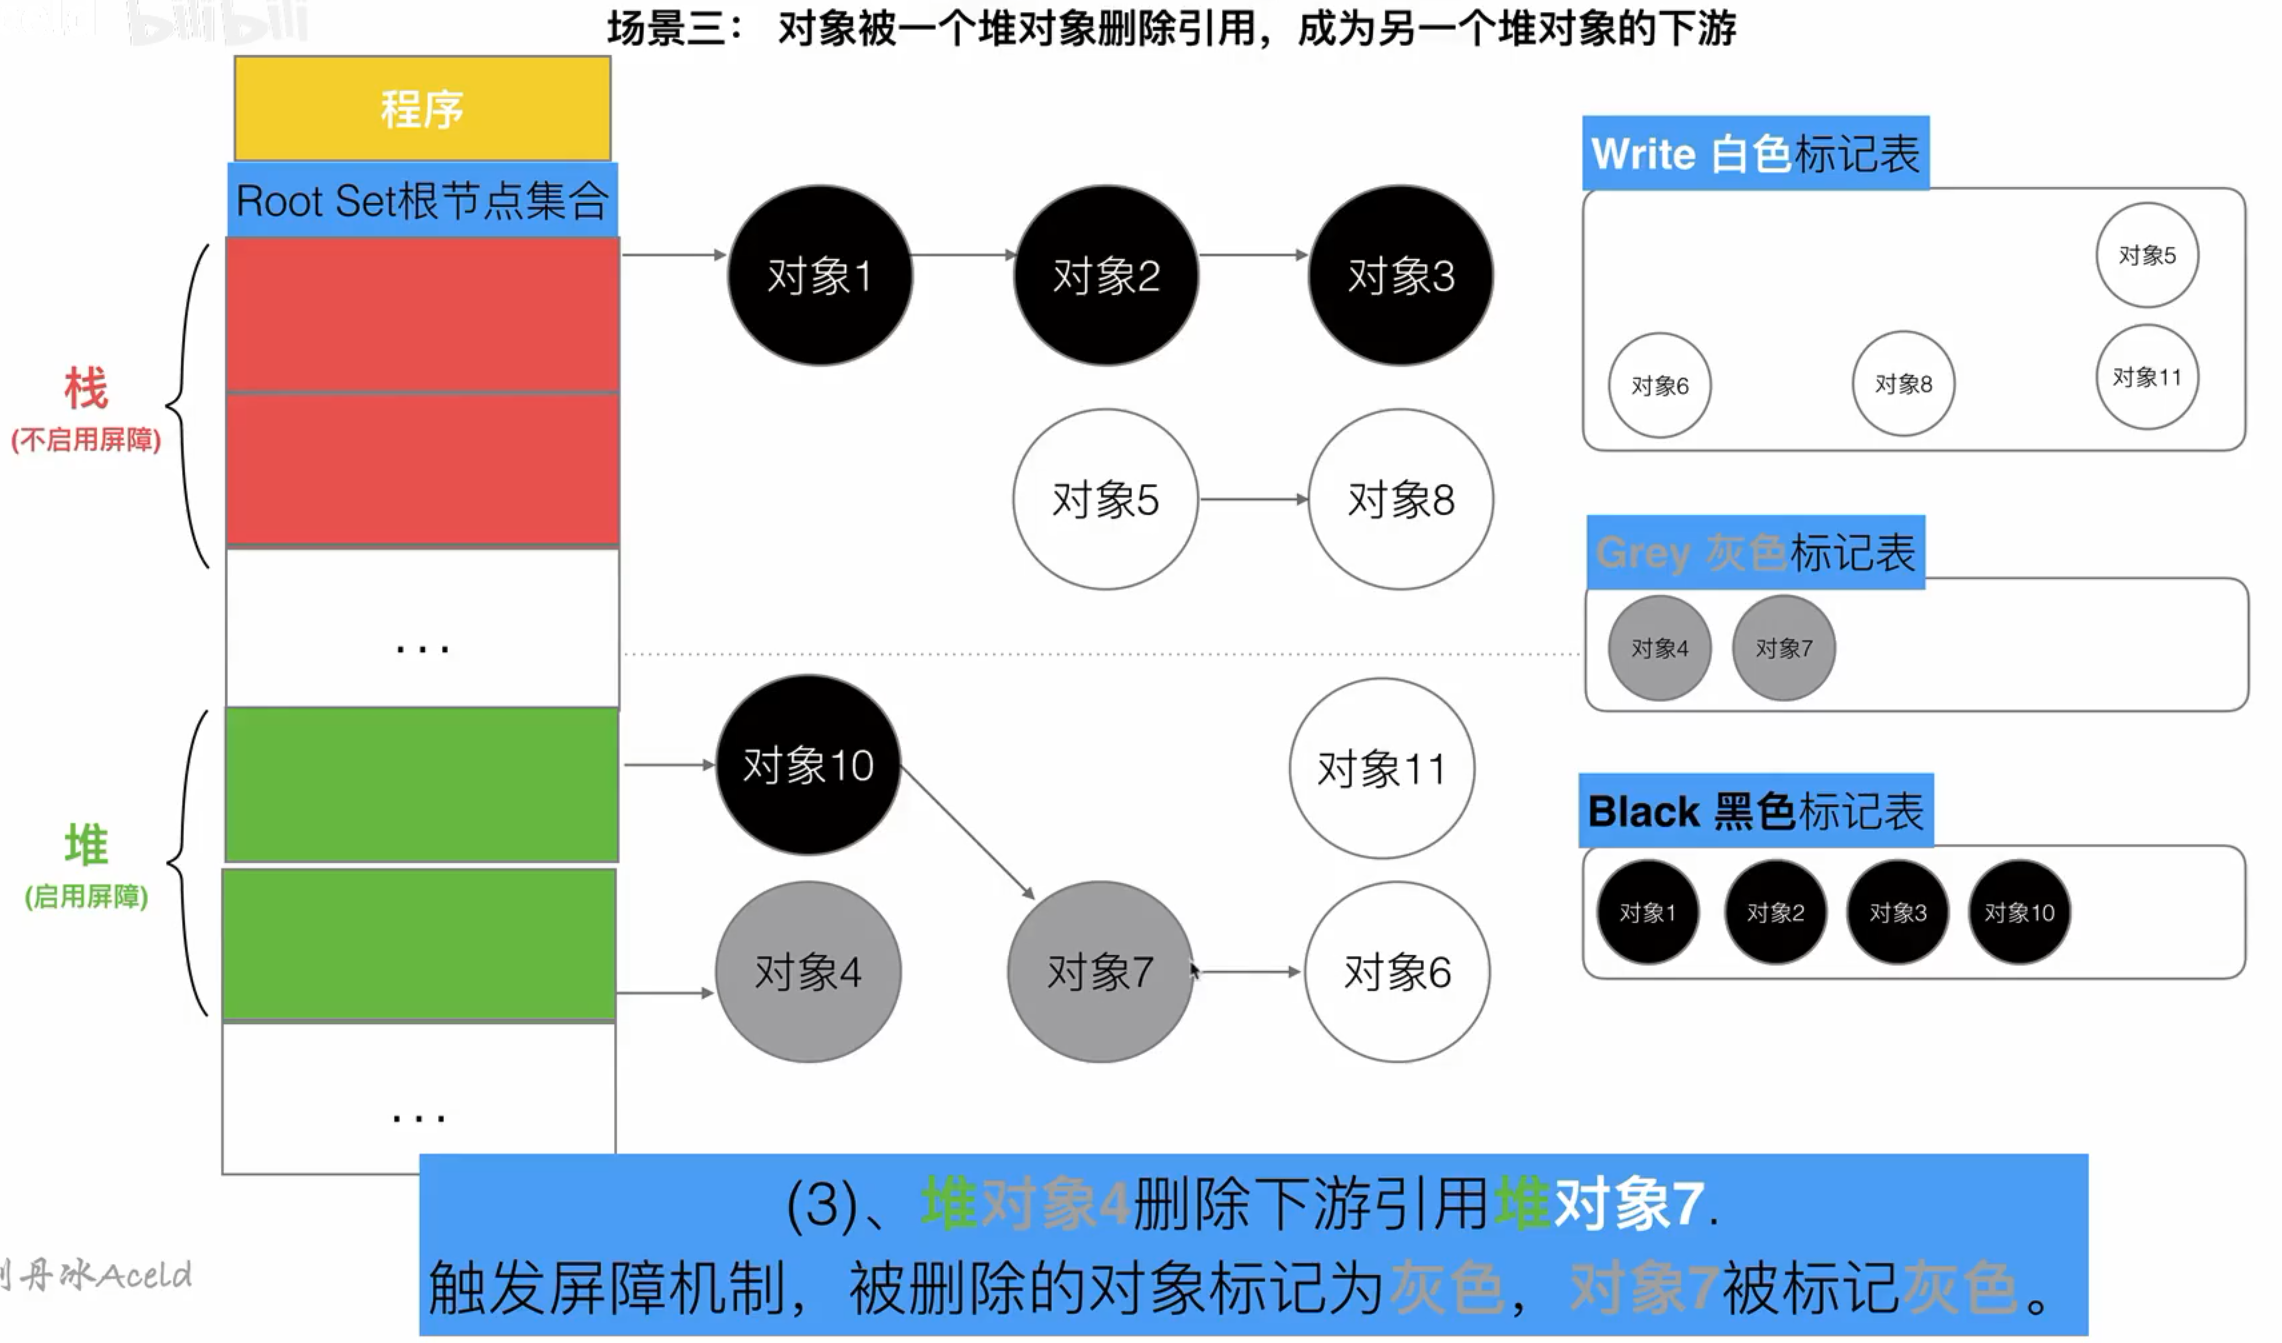 bilibili
场景三： 对象被一个堆对象删除引用，成为另一个堆对象的下游
程序
Root Set根节点集合
栈
(不启用屏障)
...
堆
(启用屏障)
...
对象1
对象2
对象3
对象5
对象8
对象10
对象11
对象4
对象7
对象6
Write 白色标记表
对象5
对象6
对象8
对象11
Grey 灰色标记表
对象4
对象7
Black 黑色标记表
对象1
对象2
对象3
对象10
(3)、堆对象4删除下游引用堆对象7.
触发屏障机制，被删除的对象标记为灰色，对象7被标记灰色。
丹冰Aceld